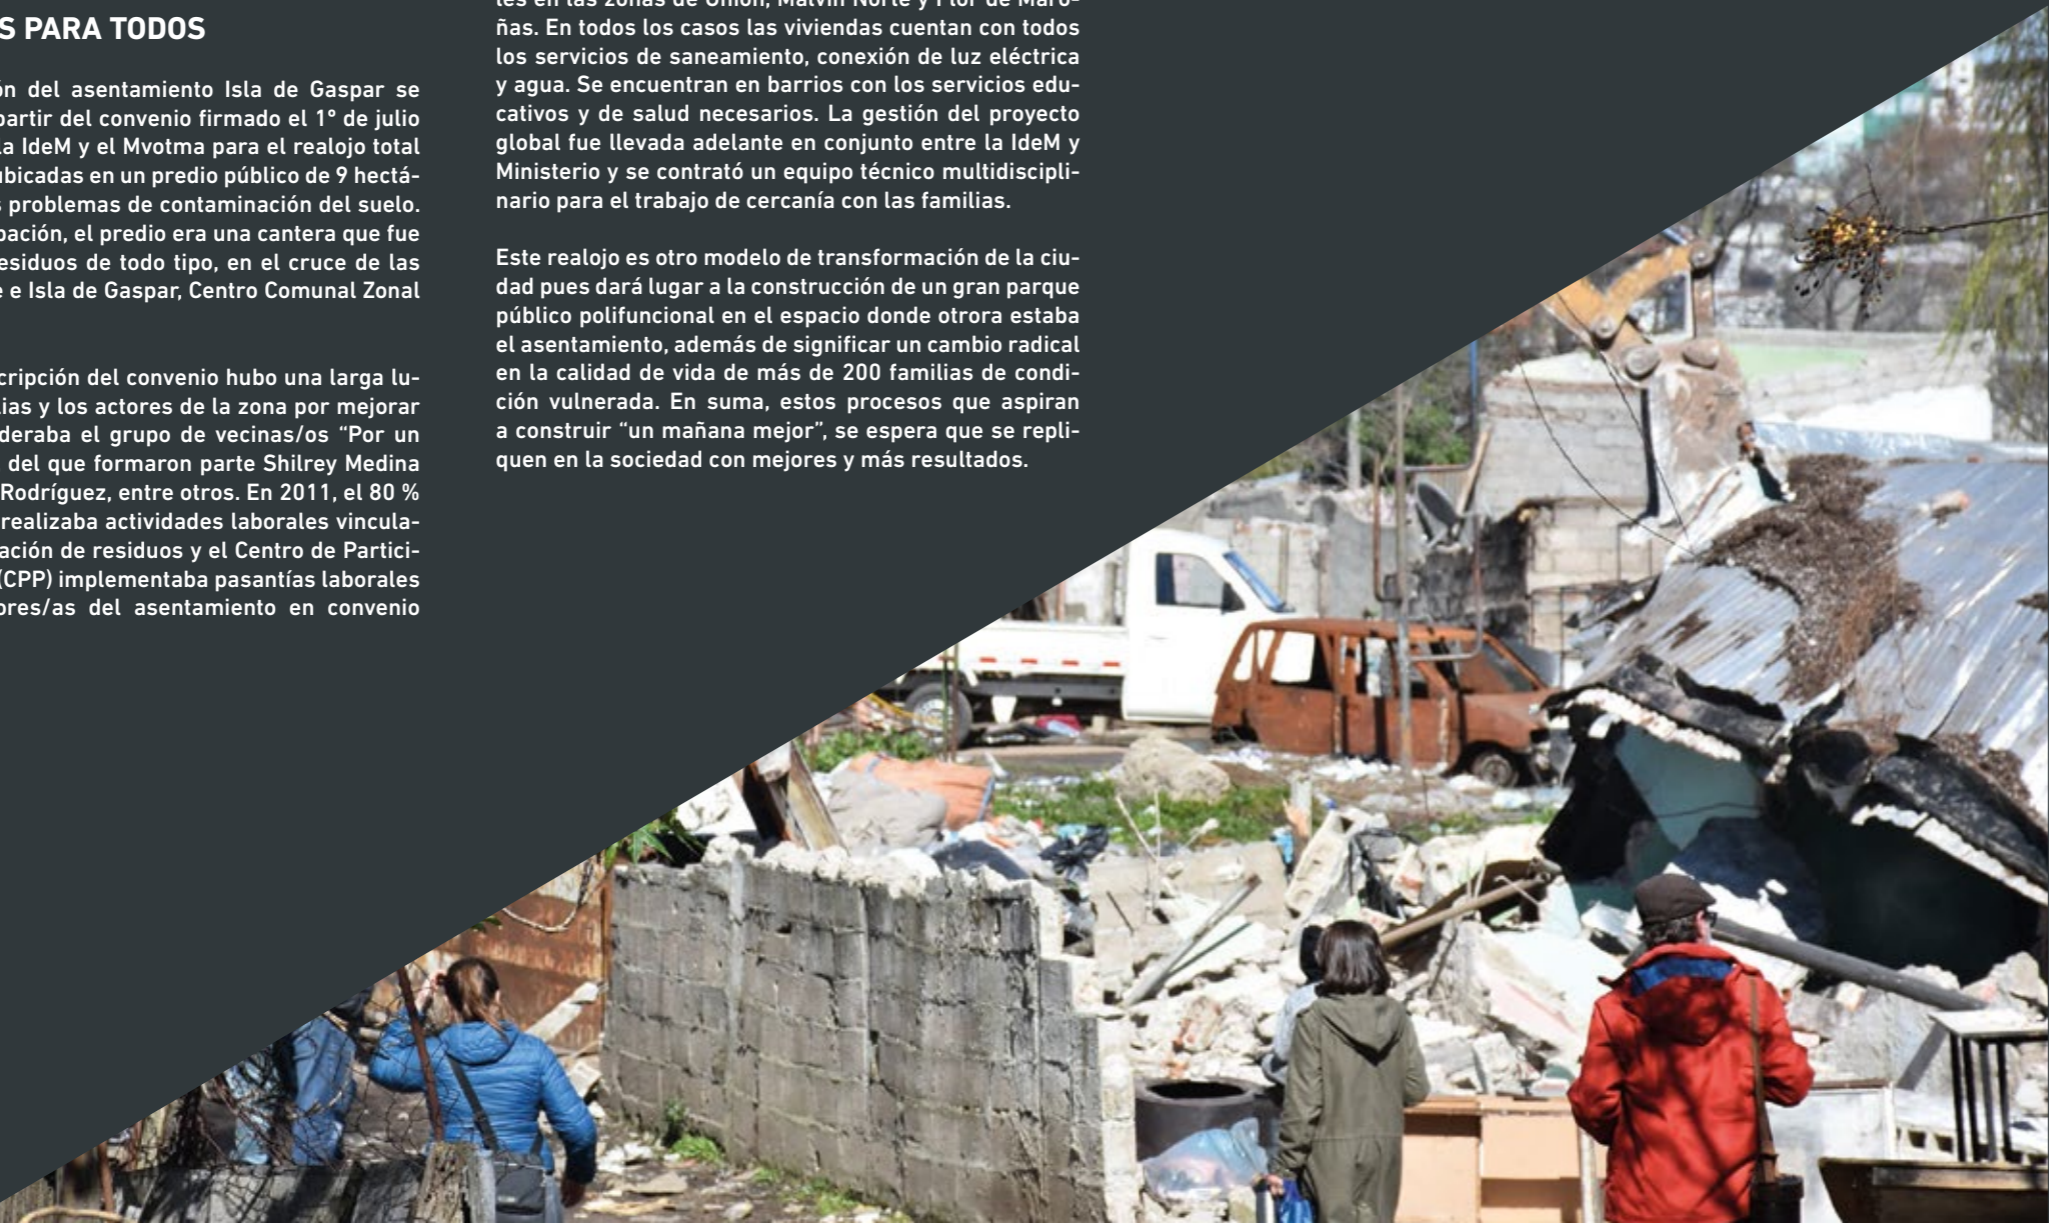 S PARA TODOS
ón del asentamiento Isla de Gaspar se
partir del convenio firmado el 1° de julio
la IdeM y el Mvotma para el realojo total
ubicadas en un predio público de 9 hectá-
s problemas de contaminación del suelo.
pación, el predio era una cantera que fue
esiduos de todo tipo, en el cruce de las
e e Isla de Gaspar, Centro Comunal Zonal
cripción del convenio hubo una larga lu-
lias y los actores de la zona por mejorar
deraba el grupo de vecinas/os “Por un
del que formaron parte Shilrey Medina
Rodríguez, entre otros. En 2011, el 80 %
realizaba actividades laborales vincula-
ación de residuos y el Centro de Partici-
(CPP) implementaba pasantías laborales
ores/as del asentamiento en convenio
les en las zonas de Unión, Malvín Norte y Flor de Maro-
ñas. En todos los casos las viviendas cuentan con todos
los servicios de saneamiento, conexión de luz eléctrica
y agua. Se encuentran en barrios con los servicios edu-
cativos y de salud necesarios. La gestión del proyecto
global fue llevada adelante en conjunto entre la IdeM y
Ministerio y se contrató un equipo técnico multidiscipli-
nario para el trabajo de cercanía con las familias.
Este realojo es otro modelo de transformación de la ciu-
dad pues dará lugar a la construcción de un gran parque
público polifuncional en el espacio donde otrora estaba
el asentamiento, además de significar un cambio radical
en la calidad de vida de más de 200 familias de condi-
ción vulnerada. En suma, estos procesos que aspiran
a construir “un mañana mejor”, se espera que se repli-
quen en la sociedad con mejores y más resultados.